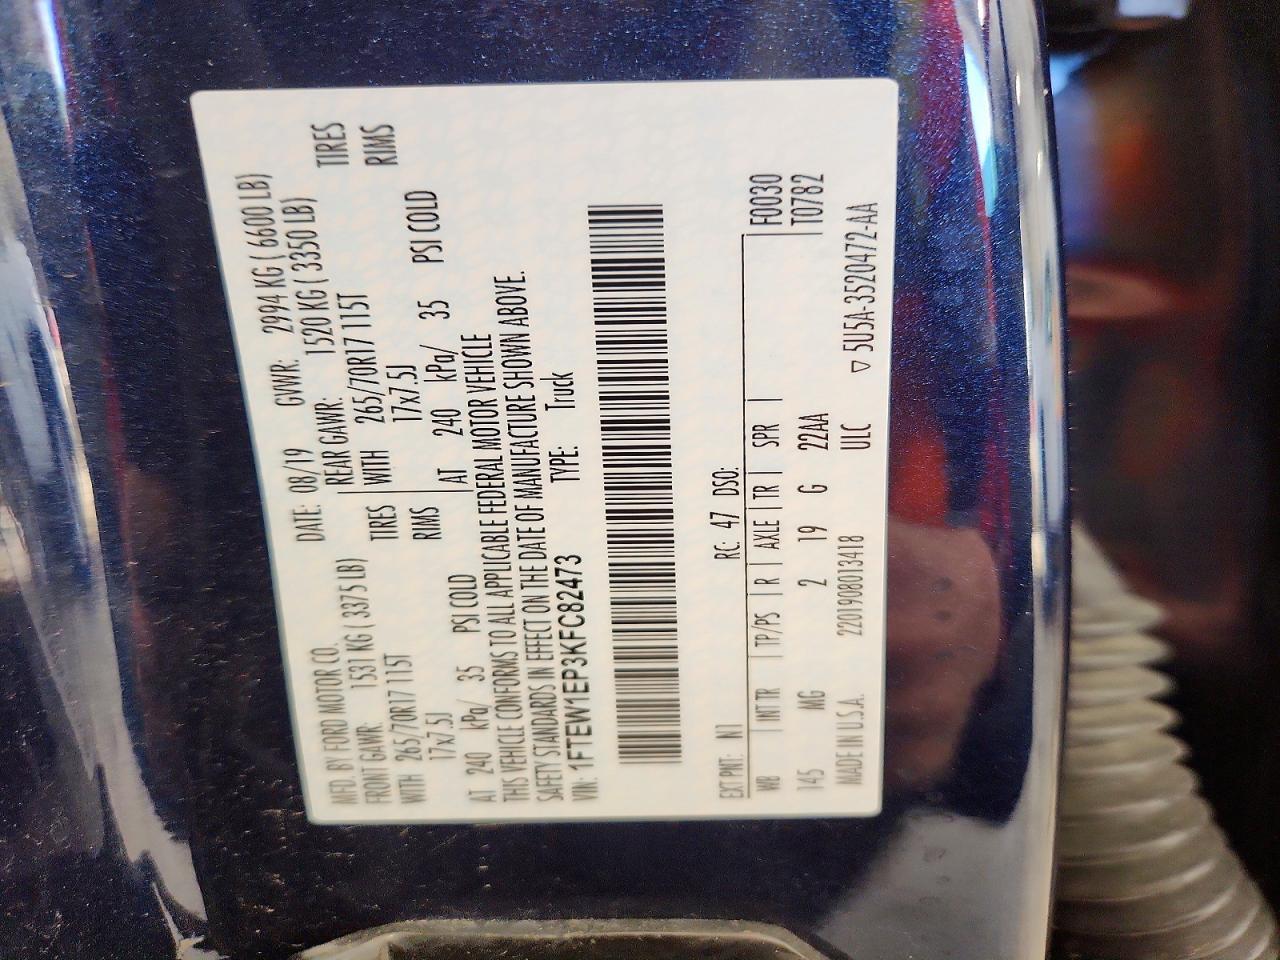 MFD. BY FORD MOTOR CO. DATE: 08/19 GVWR: 2994 KG ( 6600 LB)
FRONT GAWR: 1531 KG ( 3375 LB) REAR GAWR: 1520 KG ( 3350 LB)
WITH 265/70R17 115T TIRES WITH 265/70R17 115T TIRES
17x7.5J RIMS 17x7.5J RIMS
AT 240 kPa/ 35 PSI COLD AT 240 kPa/ 35 PSI COLD
THIS VEHICLE CONFORMS TO ALL APPLICABLE FEDERAL MOTOR VEHICLE
SAFETY STANDARDS IN EFFECT ON THE DATE OF MANUFACTURE SHOWN ABOVE.
VIN: 1FTEW1EP3KFC82473 TYPE: Truck
EXT PNT: N1 RC: 47 DSO: F0030
WB | INT TR | TP/PS | R | AXLE | TR | SPR | T0782
145 MG 2 19 G 22AA
MADE IN U.S.A. 2201908013418 ULC ▽ 5U5A-3520472-AA